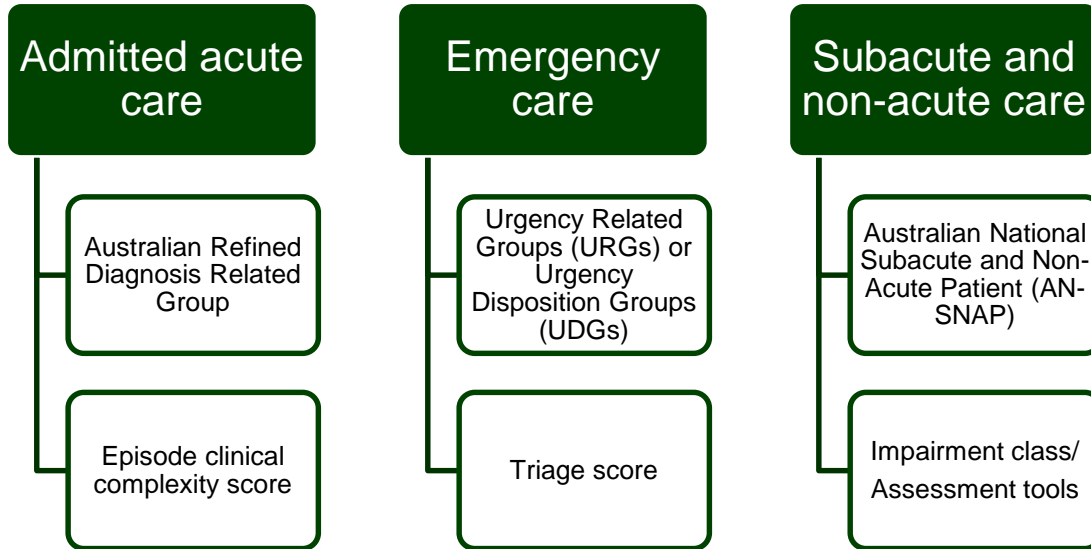 Admitted acute
care
Australian Refined
Diagnosis Related
Group
Episode clinical
complexity score
Emergency
care
Urgency Related
Groups (URGs) or
Urgency
Disposition Groups
(UDGs)
Triage score
Subacute and
non-acute care
Australian National
Subacute and Non-
Acute Patient (AN-
SNAP)
Impairment class/
Assessment tools